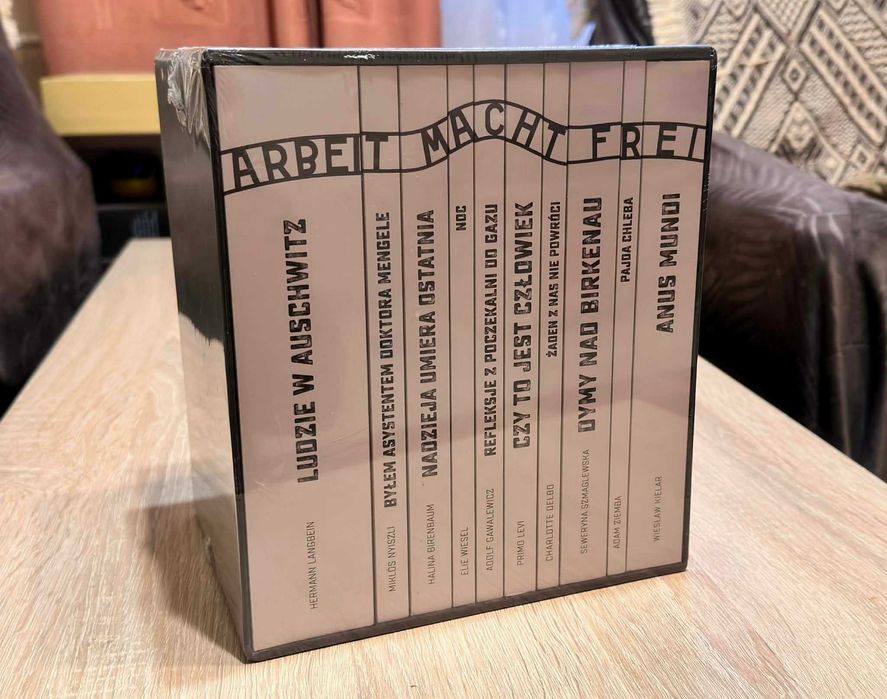 ARBEIT MACHT FREI
LUDZIE W AUSCHWITZ
HERMANN LANGBEIN
BYŁEM ASYSTENTEM DOKTORA MENGELE
MIKLÓS NYISZLI
NADZIEJA UMIERA OSTATNIA
HALINA BIRENBAUM
NOC
ELIE WIESEL
REFLEKSJE Z POCZEKALNI DO GAZU
ADOLF GAWALEWICZ
CZY TO JEST CZŁOWIEK
PRIMO LEVI
ŻADEN Z NAS NIE POWRÓCI
CHARLOTTE DELBO
DYMY NAD BIRKENAU
SEWERYNA SZMAGLEWSKA
PAJDA CHLEBA
ADAM ZIEMBA
ANUS MUNDI
WIESŁAW KIELAR